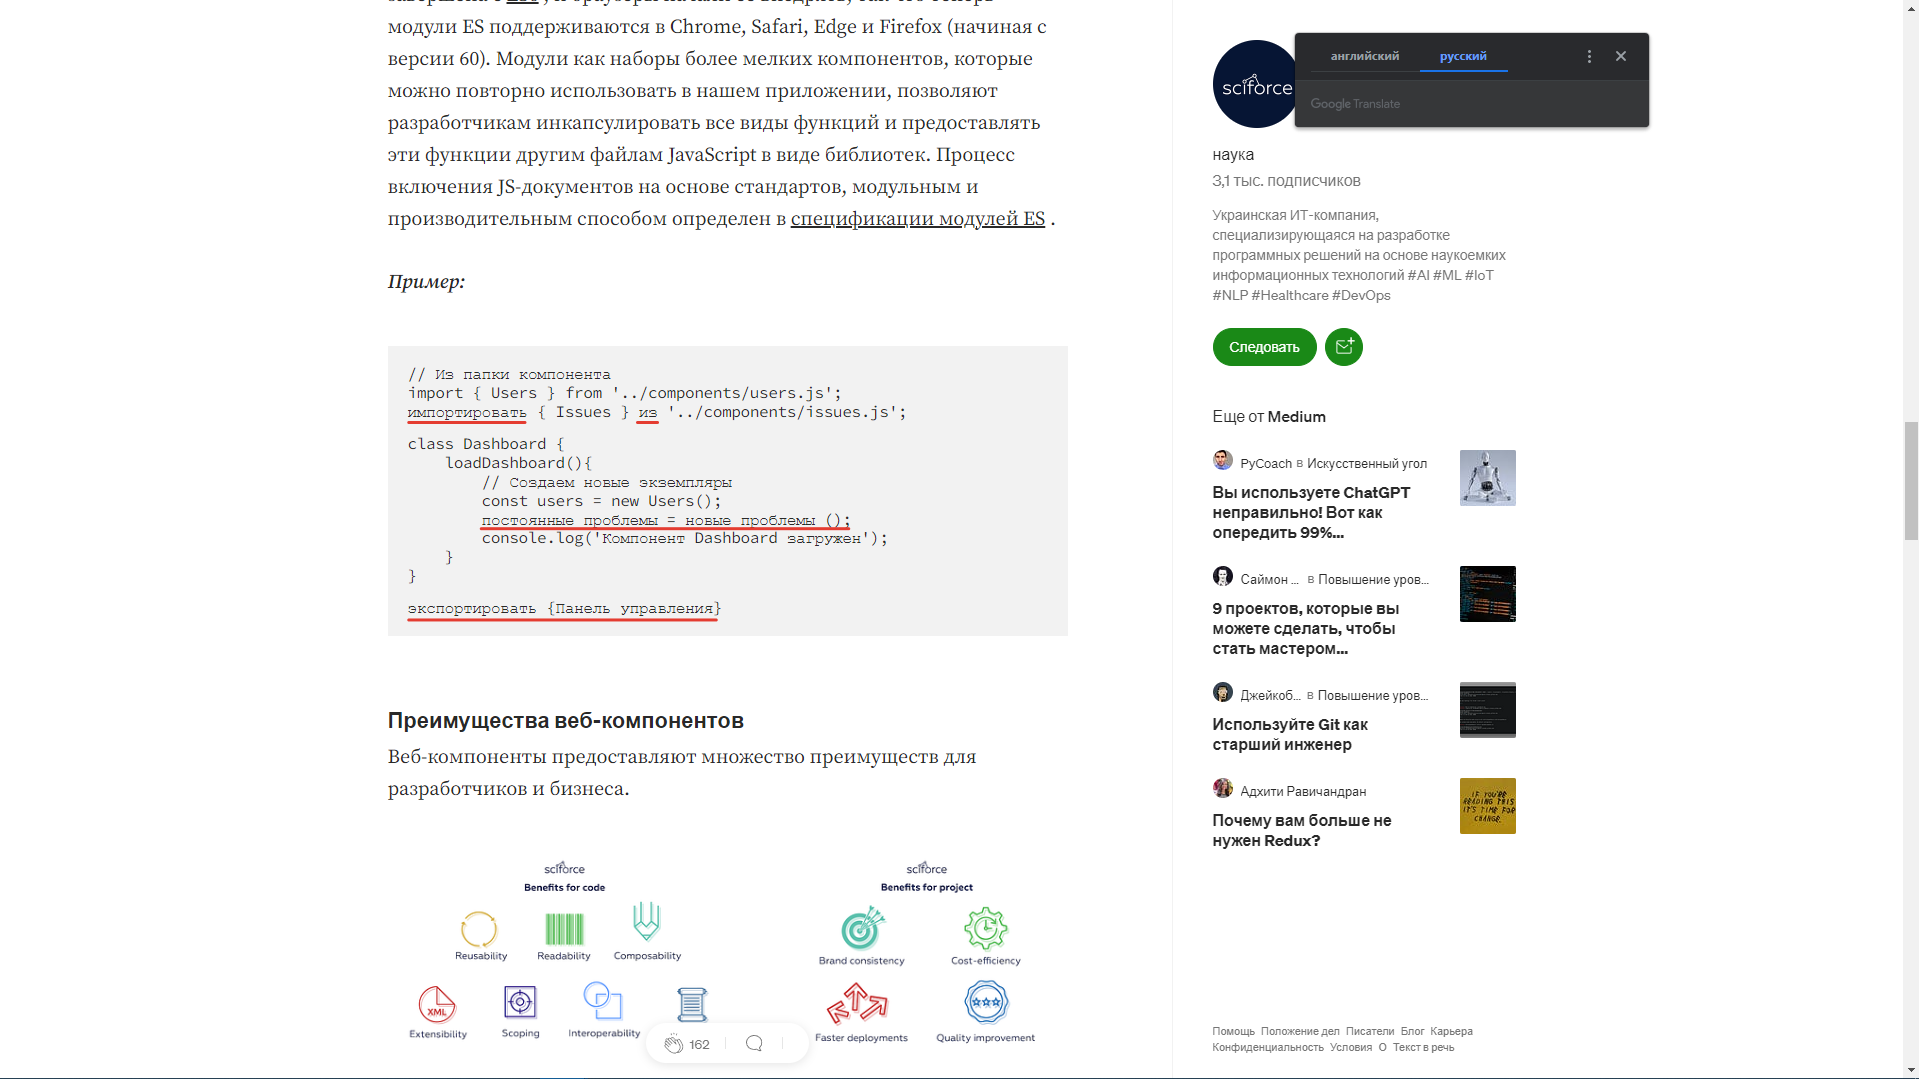 модули ES поддерживаются в Chrome, Safari, Edge и Firefox (начиная с
версии 60). Модули как наборы более мелких компонентов, которые
можно повторно использовать в нашем приложении, позволяют
разработчикам инкапсулировать все виды функций и предоставлять
эти функции другим файлам JavaScript в виде библиотек. Процесс
включения JS-документов на основе стандартов, модульным и
производительным способом определен в спецификации модулей ES .
Пример:
// Из папки компонента
import { Users } from '../components/users.js';
импортировать { Issues } из '../components/issues.js';
class Dashboard {
loadDashboard(){
// Создаем новые экземпляры
const users = new Users();
постоянные проблемы = новые проблемы ();
console.log('Компонент Dashboard загружен');
}
}
экспортировать {Панель управления}
Преимущества веб-компонентов
Веб-компоненты предоставляют множество преимуществ для
разработчиков и бизнеса.
sciforce
Benefits for code
Reusability
Readability
Composability
Extensibility
XML
Scoping
Interoperability
sciforce
Benefits for project
Brand consistency
Cost-efficiency
Faster deployments
Quality improvement
162
sciforce
английский
русский
Google Translate
наука
3,1 тыс. подписчиков
Украинская ИТ-компания,
специализирующаяся на разработке
программных решений на основе наукоемких
информационных технологий #AI #ML #IoT
#NLP #Healthcare #DevOps
Следовать
Еще от Medium
PyCoach в Искусственный угол
Вы используете ChatGPT
неправильно! Вот как
опередить 99%...
Саймон ... в Повышение уров...
9 проектов, которые вы
можете сделать, чтобы
стать мастером...
Джейкоб... в Повышение уров...
Используйте Git как
старший инженер
Адхити Равичандран
Почему вам больше не
нужен Redux?
IF YOU'RE
READING THIS
IT'S TIME FOR
CHANGE.
Помощь Положение дел Писатели Блог Карьера
Конфиденциальность Условия О Текст в речь